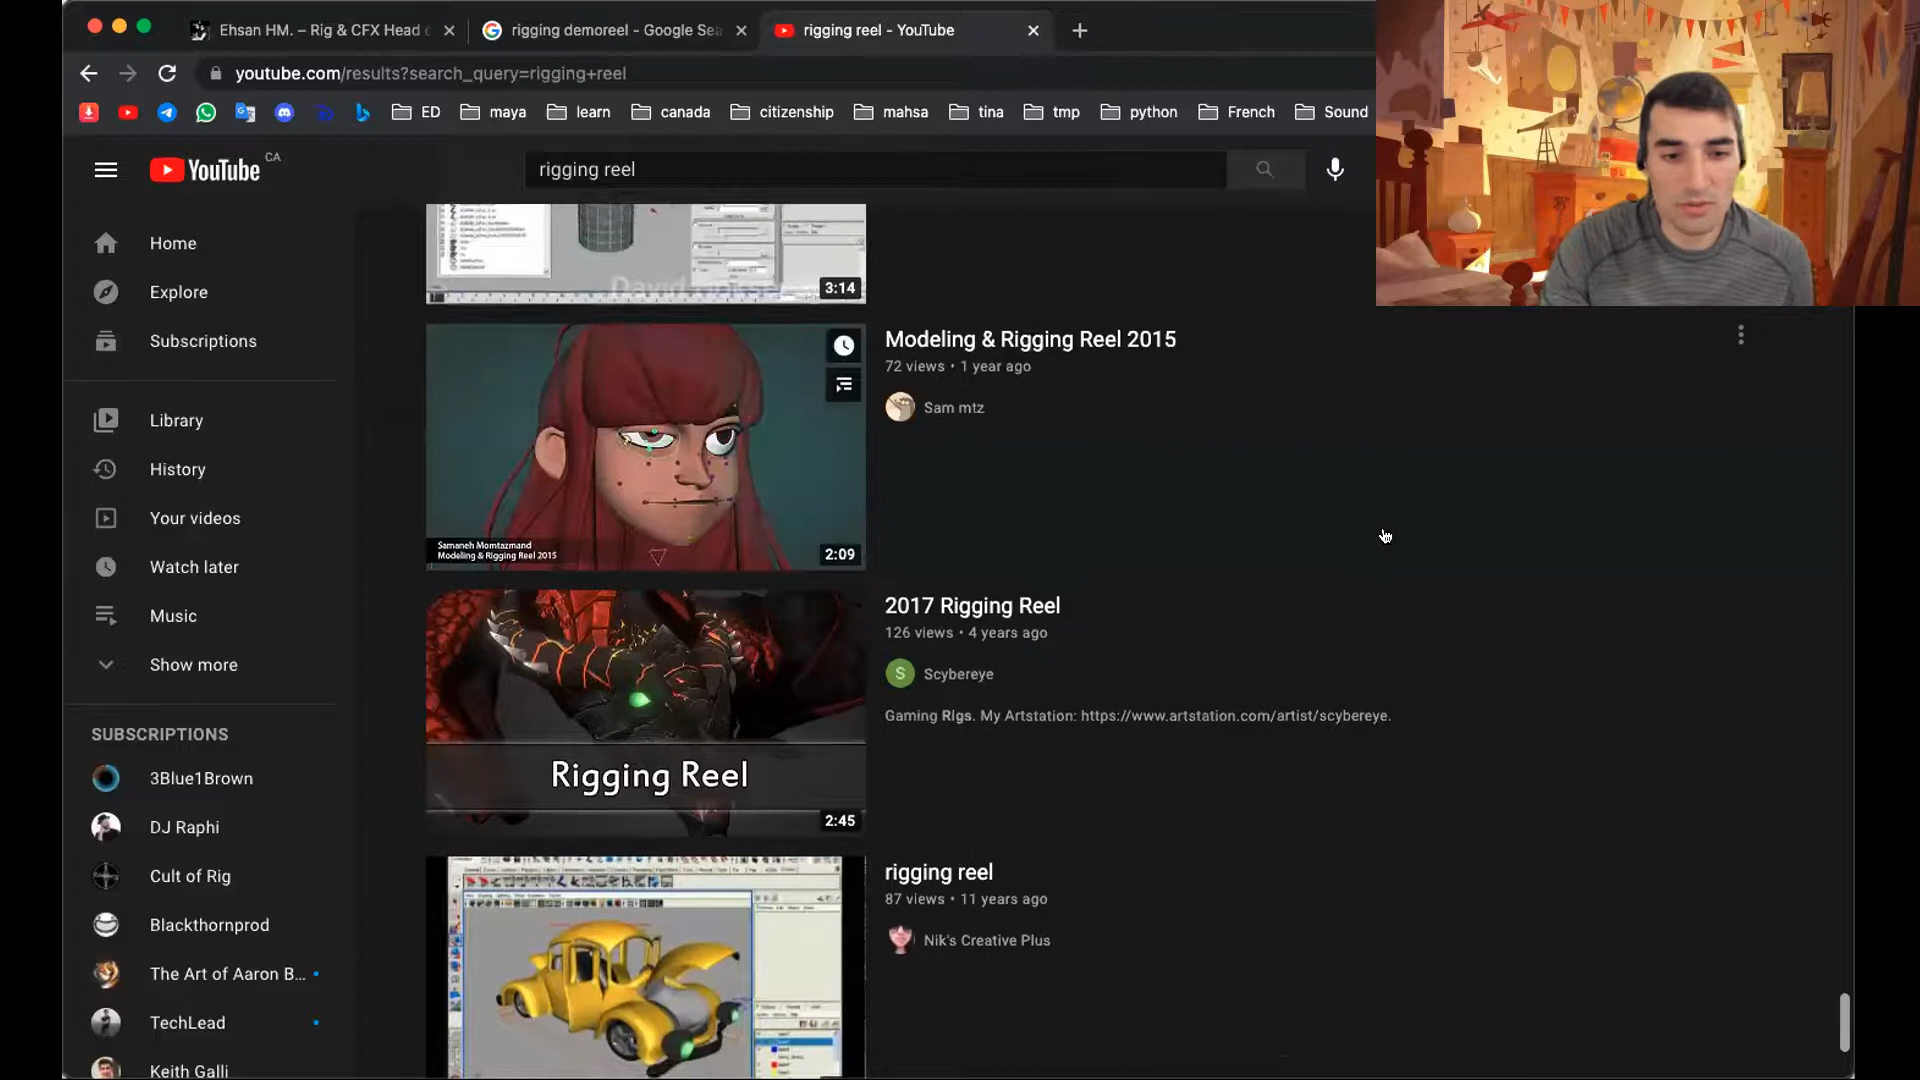 Ehsan HM. – Rig & CFX Head
rigging demoreel - Google Sea
rigging reel - YouTube
youtube.com/results?search_query=rigging+reel
ED
maya
learn
canada
citizenship
mahsa
tina
tmp
python
French
Sound
YouTube
CA
rigging reel
Home
Explore
Subscriptions
Library
History
Your videos
Watch later
Music
Show more
SUBSCRIPTIONS
3Blue1Brown
DJ Raphi
Cult of Rig
Blackthornprod
The Art of Aaron B...
TechLead
Keith Galli
3:14
Samaneh Momtazmand
Modeling & Rigging Reel 2015
2:09
Modeling & Rigging Reel 2015
72 views • 1 year ago
Sam mtz
Rigging Reel
2:45
2017 Rigging Reel
126 views • 4 years ago
S
Scybereye
Gaming Rigs. My Artstation: https://www.artstation.com/artist/scybereye.
rigging reel
87 views • 11 years ago
Nik's Creative Plus